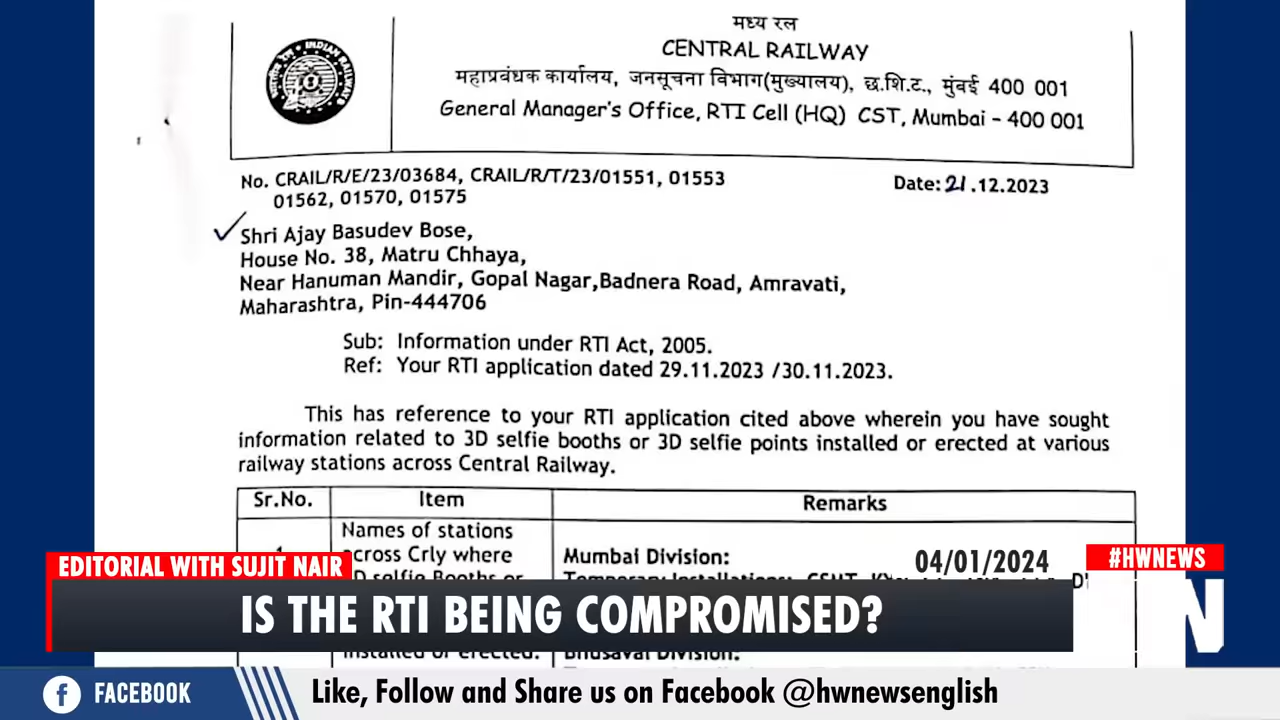 मध्य रल
CENTRAL RAILWAY
महाप्रबंधक कार्यालय, जनसूचना विभाग(मुख्यालय), छ.शि.ट., मुंबई 400 001
General Manager's Office, RTI Cell (HQ) CST, Mumbai - 400 001
INDIAN RAILWAYS
भारतीय रेल
No. CRAIL/R/E/23/03684, CRAIL/R/T/23/01551, 01553
01562, 01570, 01575
Date: 21.12.2023
Shri Ajay Basudev Bose,
House No. 38, Matru Chhaya,
Near Hanuman Mandir, Gopal Nagar,Badnera Road, Amravati,
Maharashtra, Pin-444706
Sub: Information under RTI Act, 2005.
Ref: Your RTI application dated 29.11.2023 /30.11.2023.
This has reference to your RTI application cited above wherein you have sought
information related to 3D selfie booths or 3D selfie points installed or erected at various
railway stations across Central Railway.
Sr.No. Item Remarks
Names of stations
across Crly where
Mumbai Division:
04/01/2024
#HWNEWS
EDITORIAL WITH SUJIT NAIR
IS THE RTI BEING COMPROMISED?
installed or erected.
Bhusaval Division:
FACEBOOK
Like, Follow and Share us on Facebook @hwnewsenglish